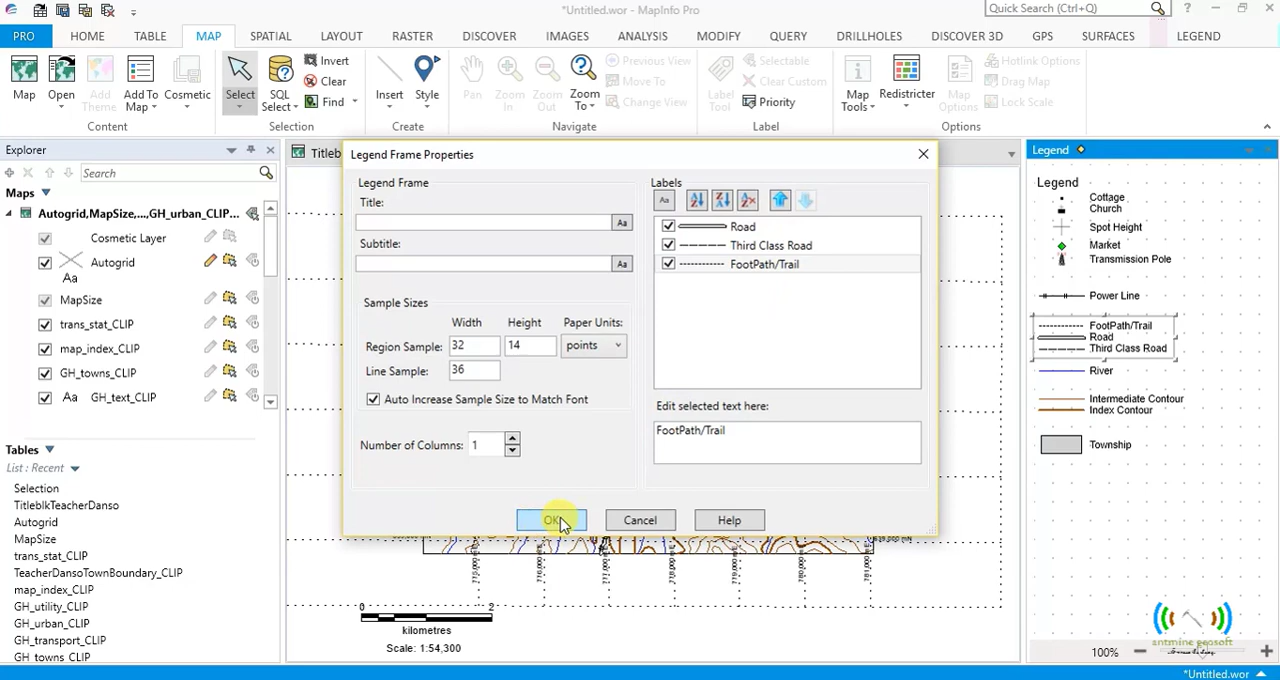 *Untitled.wor - MapInfo Pro
Quick Search (Ctrl+Q)
PRO HOME TABLE MAP SPATIAL LAYOUT RASTER DISCOVER IMAGES ANALYSIS MODIFY QUERY DRILLHOLES DISCOVER 3D GPS SURFACES LEGEND
Map
Open
Add Theme
Add To Map
Cosmetic
Content
Select
SQL Select
Invert
Clear
Find
Selection
Insert
Style
Create
Pan
Zoom In
Zoom Out
Zoom To
Previous View
Move To
Change View
Navigate
Label Tool
Selectable
Clear Custom
Priority
Label
Map Tools
Redistricter
Map Options
Hotlink Options
Drag Map
Lock Scale
Options
Explorer
Search
Maps
Autogrid,MapSize,...,GH_urban_CLIP...
Cosmetic Layer
Autogrid
Aa
MapSize
trans_stat_CLIP
map_index_CLIP
GH_towns_CLIP
Aa GH_text_CLIP
Tables
List : Recent
Selection
TitleblkTeacherDanso
Autogrid
MapSize
trans_stat_CLIP
TeacherDansoTownBoundary_CLIP
map_index_CLIP
GH_utility_CLIP
GH_urban_CLIP
GH_transport_CLIP
GH_towns_CLIP
Titleb
Legend Frame Properties
Legend Frame
Title:
Aa
Subtitle:
Aa
Sample Sizes
Width Height Paper Units:
Region Sample: 32 14 points
Line Sample: 36
Auto Increase Sample Size to Match Font
Number of Columns: 1
Labels
Aa
Road
Third Class Road
FootPath/Trail
Edit selected text here:
FootPath/Trail
OK Cancel Help
0 2
kilometres
Scale: 1:54,300
Legend
Legend
Cottage
Church
Spot Height
Market
Transmission Pole
Power Line
FootPath/Trail
Road
Third Class Road
River
Intermediate Contour
Index Contour
Township
antmine geosoft
100%
*Untitled.wor